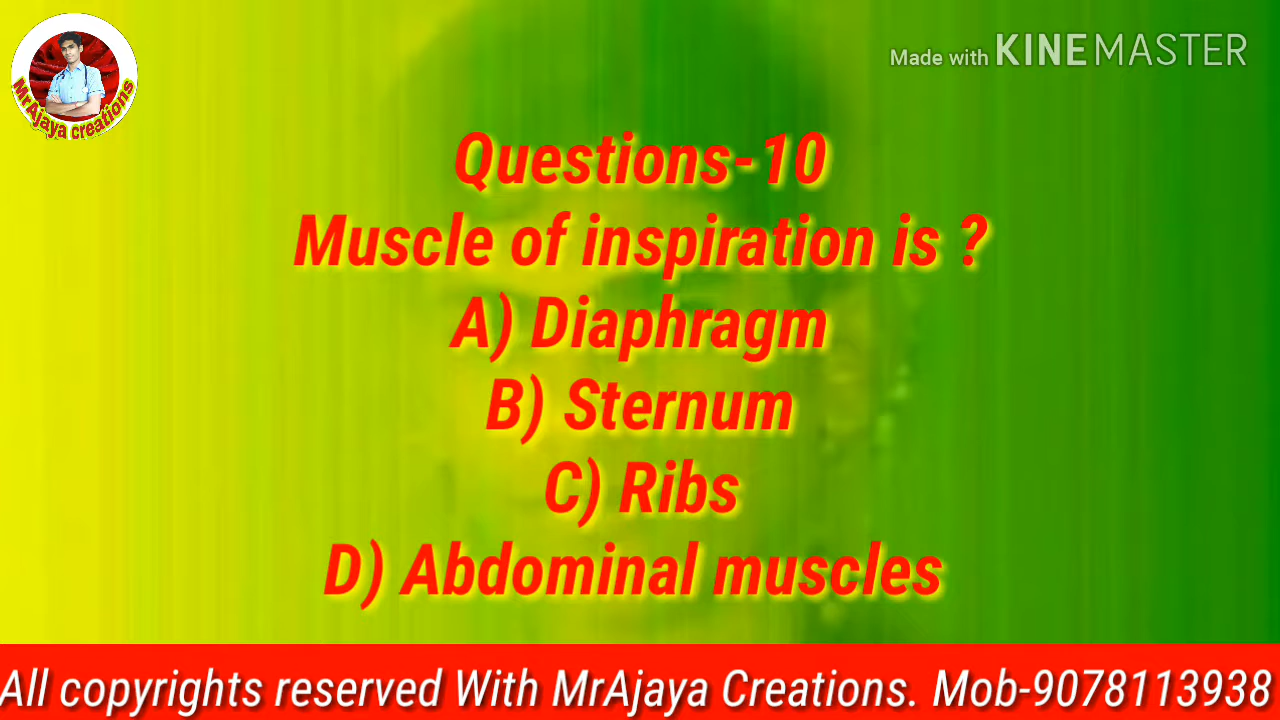 MrAjaya creations
Made with KINEMASTER
Questions-10
Muscle of inspiration is ?
A) Diaphragm
B) Sternum
C) Ribs
D) Abdominal muscles
All copyrights reserved With MrAjaya Creations. Mob-9078113938